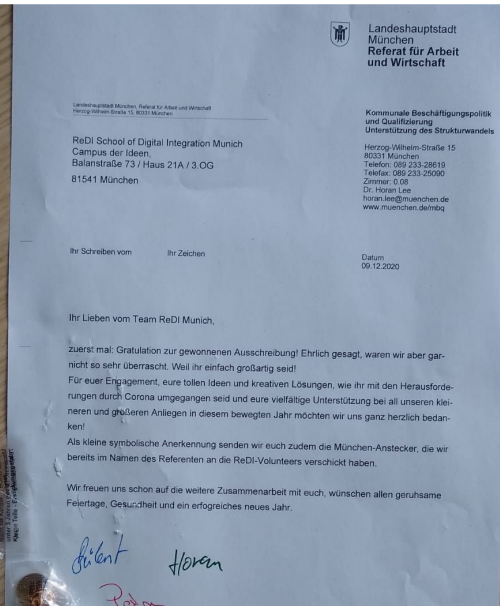 Landeshauptstadt
München
Referat für Arbeit
und Wirtschaft
Landeshauptstadt München, Referat für Arbeit und Wirtschaft
Herzog-Wilhelm-Straße 15, 80331 München
Kommunale Beschäftigungspolitik
und Qualifizierung
Unterstützung des Strukturwandels
ReDI School of Digital Integration Munich
Campus der Ideen,
Balanstraße 73 / Haus 21A / 3.OG
81541 München
Herzog-Wilhelm-Straße 15
80331 München
Telefon: 089 233-28619
Telefax: 089 233-25090
Zimmer: 0.08
Dr. Horan Lee
horan.lee@muenchen.de
www.muenchen.de/mbq
Ihr Schreiben vom
Ihr Zeichen
Datum
09.12.2020
Ihr Lieben vom Team ReDI Munich,
zuerst mal: Gratulation zur gewonnenen Ausschreibung! Ehrlich gesagt, waren wir aber gar-
nicht so sehr überrascht. Weil ihr einfach großartig seid!
Für euer Engagement, eure tollen Ideen und kreativen Lösungen, wie ihr mit den Herausforde-
rungen durch Corona umgegangen seid und eure vielfältige Unterstützung bei all unseren klei-
neren und größeren Anliegen in diesem bewegten Jahr möchten wir uns ganz herzlich bedan-
ken!
Als kleine symbolische Anerkennung senden wir euch zudem die München-Anstecker, die wir
bereits im Namen des Referenten an die ReDI-Volunteers verschickt haben.
Wir freuen uns schon auf die weitere Zusammenarbeit mit euch, wünschen allen geruhsame
Feiertage, Gesundheit und ein erfogreiches neues Jahr.
Bülent
Horan